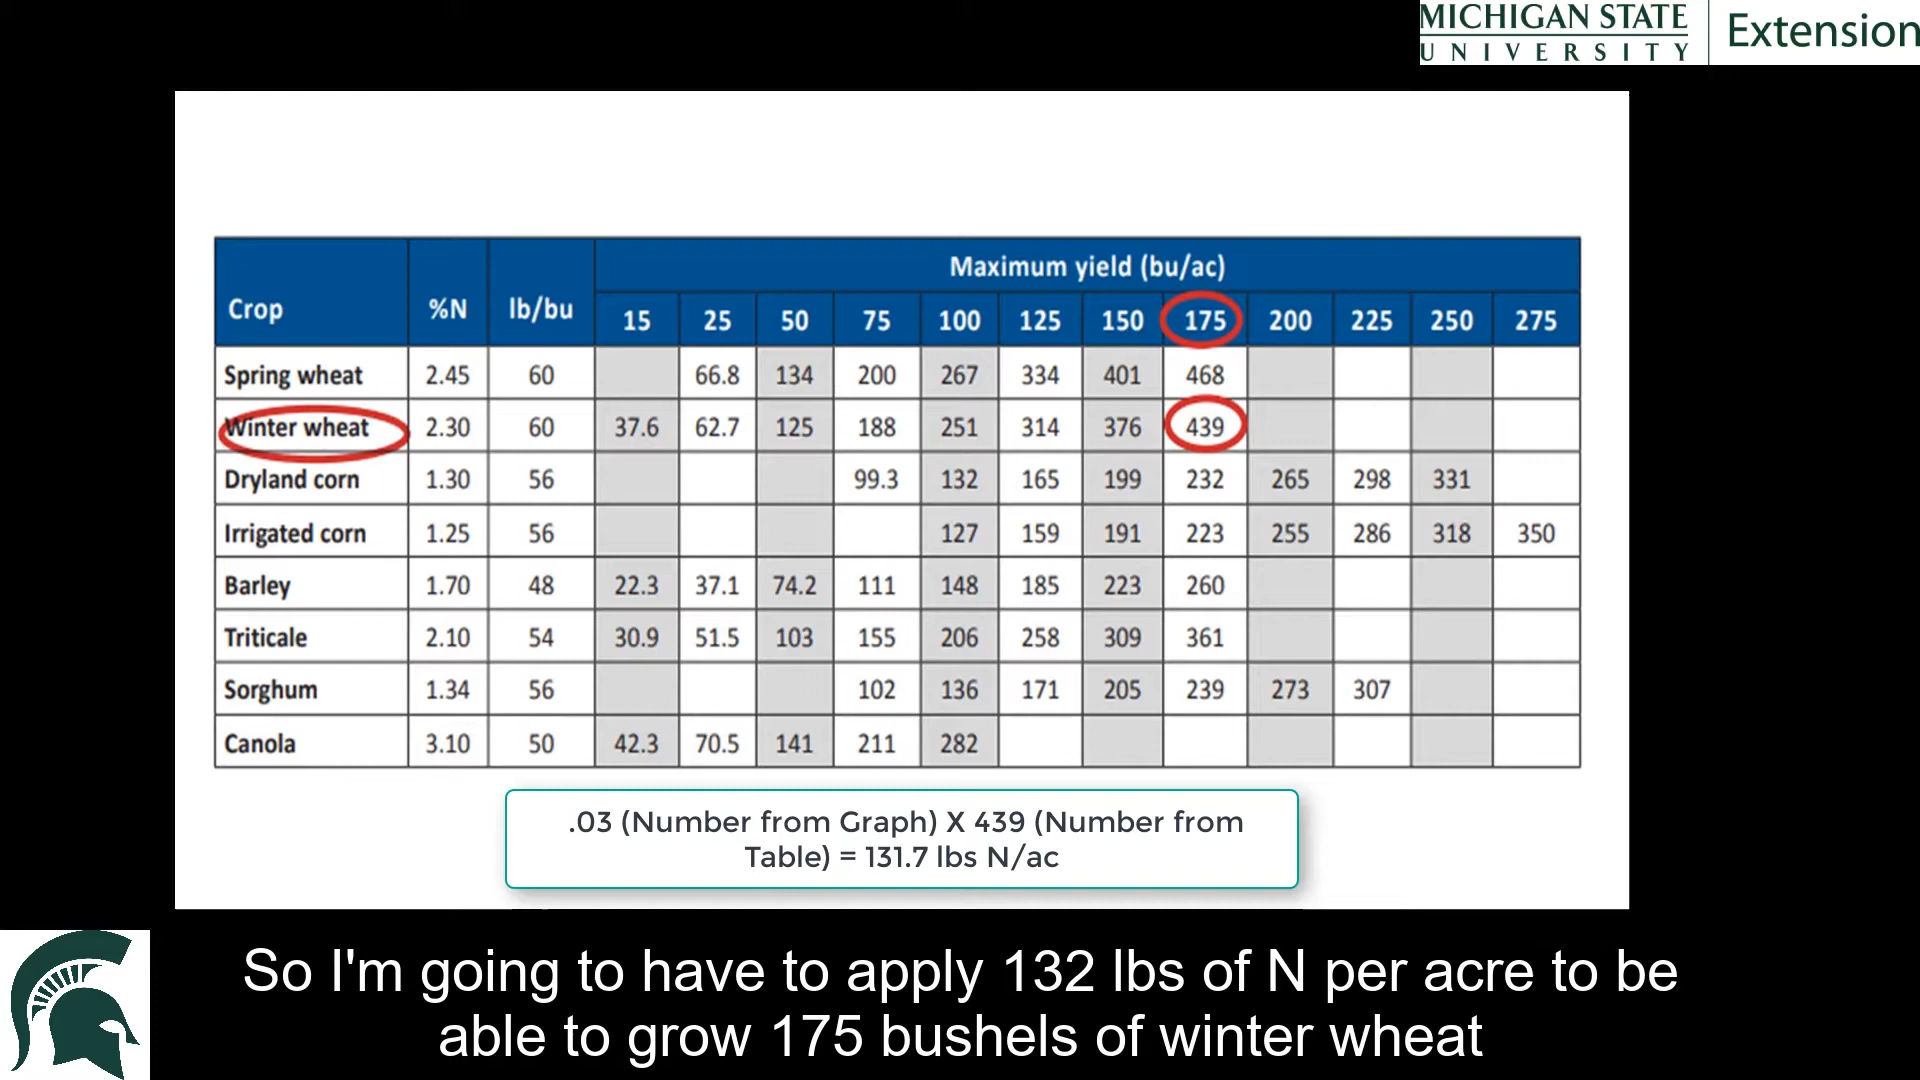 MICHIGAN STATE
UNIVERSITY
Extension
Maximum yield (bu/ac)
Crop %N lb/bu 15 25 50 75 100 125 150 175 200 225 250 275
Spring wheat 2.45 60 66.8 134 200 267 334 401 468
Winter wheat 2.30 60 37.6 62.7 125 188 251 314 376 439
Dryland corn 1.30 56 99.3 132 165 199 232 265 298 331
Irrigated corn 1.25 56 127 159 191 223 255 286 318 350
Barley 1.70 48 22.3 37.1 74.2 111 148 185 223 260
Triticale 2.10 54 30.9 51.5 103 155 206 258 309 361
Sorghum 1.34 56 102 136 171 205 239 273 307
Canola 3.10 50 42.3 70.5 141 211 282
.03 (Number from Graph) X 439 (Number from
Table) = 131.7 lbs N/ac
So I'm going to have to apply 132 lbs of N per acre to be
able to grow 175 bushels of winter wheat